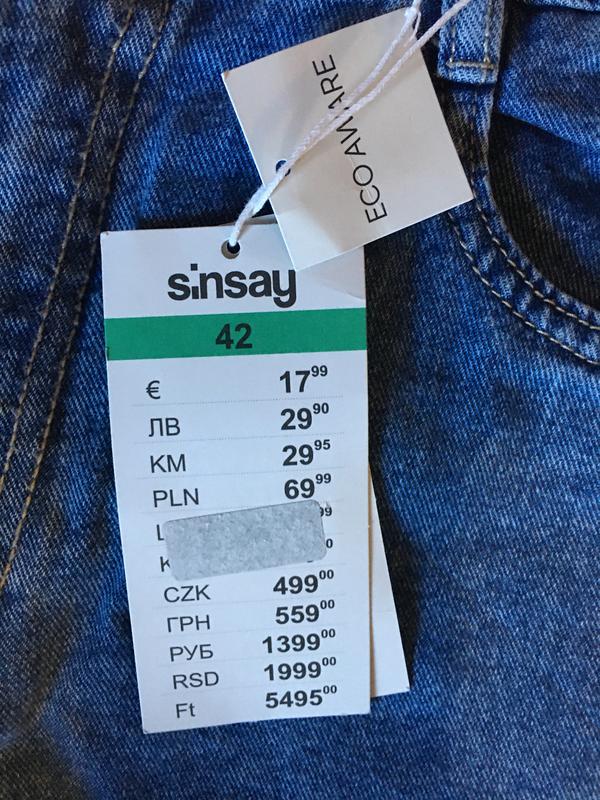 ECO AWARE
sinsay
42
€ 17⁹⁹
ЛВ 29⁹⁰
KM 29⁹⁵
PLN 69⁹⁹
CZK 499⁰⁰
ГРН 559⁰⁰
РУБ 1399⁰⁰
RSD 1999⁰⁰
Ft 5495⁰⁰